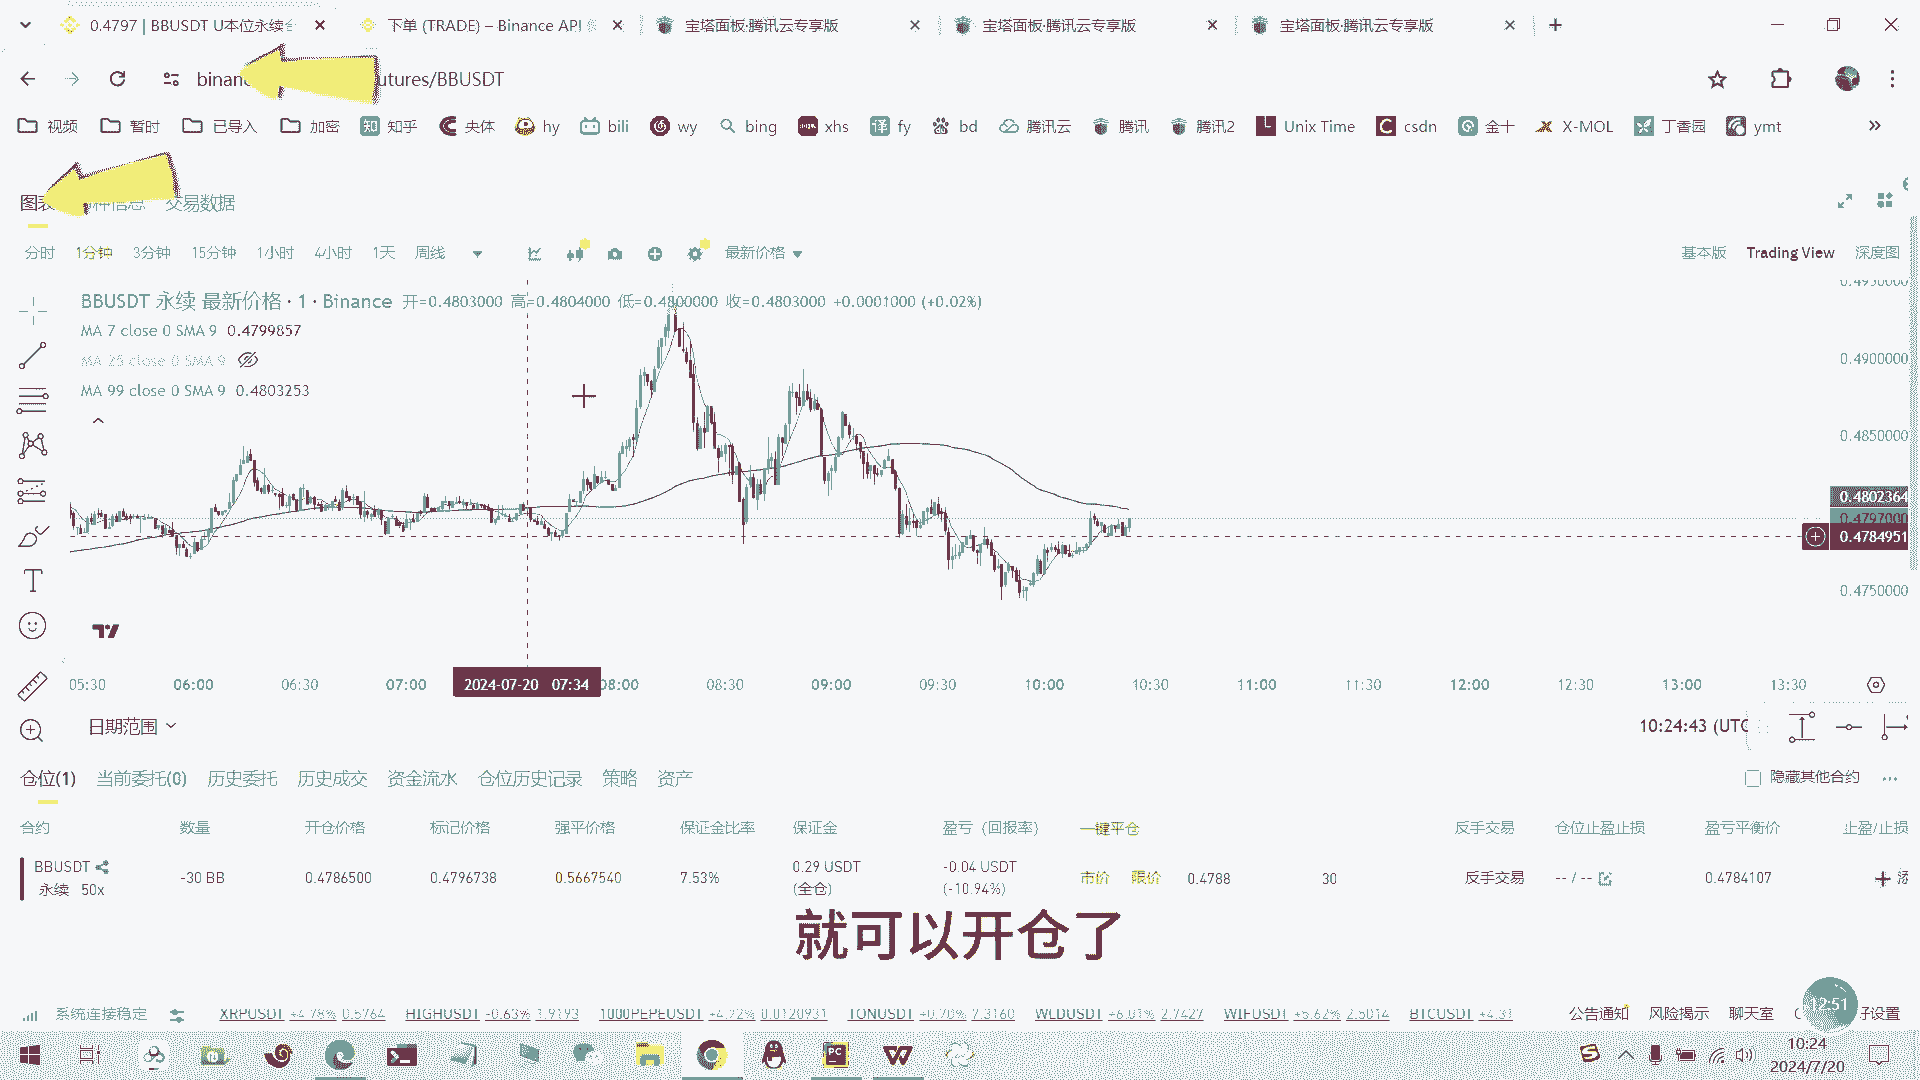 0.4797 | BBUSDT U本位永续
下单 (TRADE) – Binance API
宝塔面板·腾讯云专享版
宝塔面板·腾讯云专享版
宝塔面板·腾讯云专享版
utures/BBUSDT
视频 暂时 已导入 加密 知乎 央体 hy bili wy bing xhs fy bd 腾讯云 腾讯 腾讯2 Unix Time csdn 金十 X-MOL 丁香园 ymt
图表 种信息 交易数据
分时 1分钟 3分钟 15分钟 1小时 4小时 1天 周线 最新价格 基本版 Trading View 深度图
BBUSDT 永续 最新价格 · 1 · Binance 开=0.4803000 高=0.4804000 低=0.4800000 收=0.4803000 +0.0001000 (+0.02%)
MA 7 close 0 SMA 9 0.4799857
MA 25 close 0 SMA 9
MA 99 close 0 SMA 9 0.4803253
0.4950000
0.4900000
0.4850000
0.4802364
0.4797000
0.4784951
0.4750000
05:30 06:00 06:30 07:00 2024-07-20 07:34 08:00 08:30 09:00 09:30 10:00 10:30 11:00 11:30 12:00 12:30 13:00 13:30
日期范围 10:24:43 (UTC
仓位(1) 当前委托(0) 历史委托 历史成交 资金流水 仓位历史记录 策略 资产 隐藏其他合约
合约 数量 开仓价格 标记价格 强平价格 保证金比率 保证金 盈亏（回报率） 一键平仓 反手交易 仓位止盈止损 盈亏平衡价 止盈/止损
BBUSDT 永续 50x -30 BB 0.4786500 0.4796738 0.5667540 7.53% 0.29 USDT (全仓) -0.04 USDT (-10.94%) 市价 限价 0.4788 30 反手交易 -- / -- 0.4784107
就可以开仓了
系统连接稳定 XRPUSDT +4.78% 0.5764 HIGHUSDT -0.63% 1.9193 1000PEPEUSDT +4.22% 0.0120931 TONUSDT +0.70% 7.3160 WLDUSDT +6.01% 2.7427 WIFUSDT +5.62% 2.5014 BTCUSDT +4.31 公告通知 风险揭示 聊天室 子设置
12:51
10:24
2024/7/20